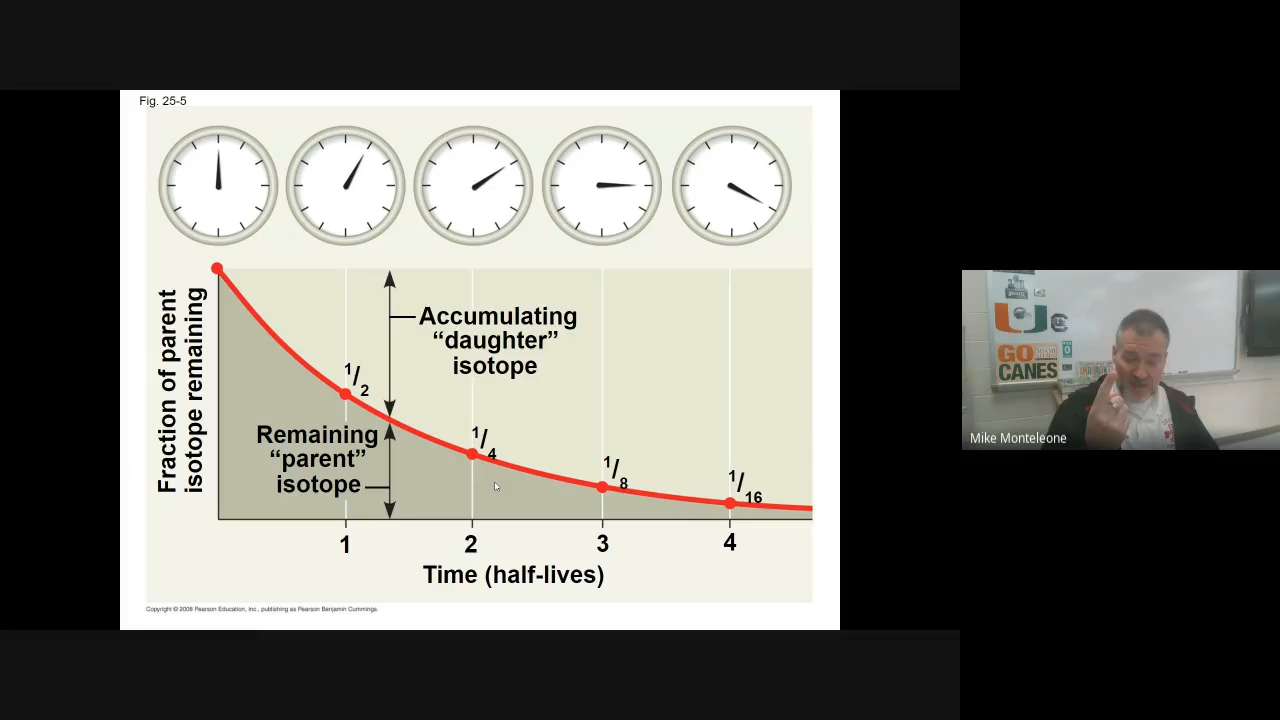 Fig. 25-5
Fraction of parent
isotope remaining
Accumulating
“daughter”
isotope
Remaining
“parent”
isotope
1/2
1/4
1/8
1/16
1
2
3
4
Time (half-lives)
Copyright © 2008 Pearson Education, Inc., publishing as Pearson Benjamin Cummings.
U
GO
CANES
Mike Monteleone